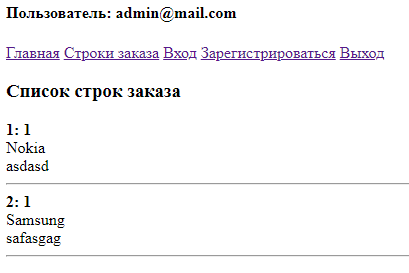 Пользователь: admin@mail.com
Главная Строки заказа Вход Зарегистрироваться Выход
Список строк заказа
1: 1
Nokia
asdasd
2: 1
Samsung
safasgag